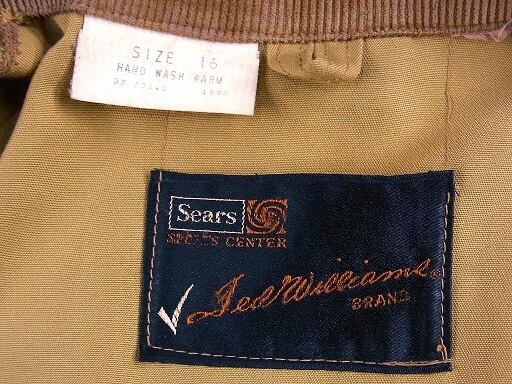 SIZE 16
HAND WASH WARM
Sears
SPORTS CENTER
Ted Williams®
BRAND